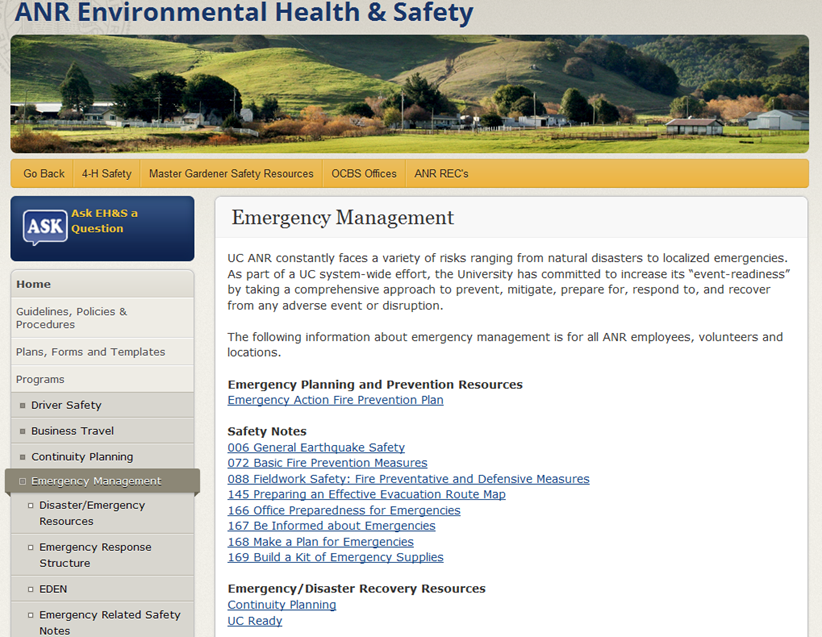 ANR Environmental Health & Safety
Go Back
4-H Safety
Master Gardener Safety Resources
OCBS Offices
ANR REC's
ASK
Ask EH&S a
Question
Home
Guidelines, Policies &
Procedures
Plans, Forms and Templates
Programs
Driver Safety
Business Travel
Continuity Planning
Emergency Management
Disaster/Emergency
Resources
Emergency Response
Structure
EDEN
Emergency Related Safety
Notes
Emergency Management
UC ANR constantly faces a variety of risks ranging from natural disasters to localized emergencies.
As part of a UC system-wide effort, the University has committed to increase its “event-readiness”
by taking a comprehensive approach to prevent, mitigate, prepare for, respond to, and recover
from any adverse event or disruption.
The following information about emergency management is for all ANR employees, volunteers and
locations.
Emergency Planning and Prevention Resources
Emergency Action Fire Prevention Plan
Safety Notes
006 General Earthquake Safety
072 Basic Fire Prevention Measures
088 Fieldwork Safety: Fire Preventative and Defensive Measures
145 Preparing an Effective Evacuation Route Map
166 Office Preparedness for Emergencies
167 Be Informed about Emergencies
168 Make a Plan for Emergencies
169 Build a Kit of Emergency Supplies
Emergency/Disaster Recovery Resources
Continuity Planning
UC Ready